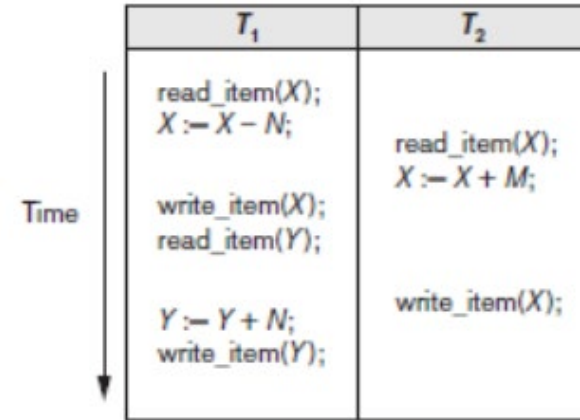 T1 T2
read_item(X);
X := X – N;
read_item(X);
X := X + M;
Time
write_item(X);
read_item(Y);
write_item(X);
Y := Y + N;
write_item(Y);